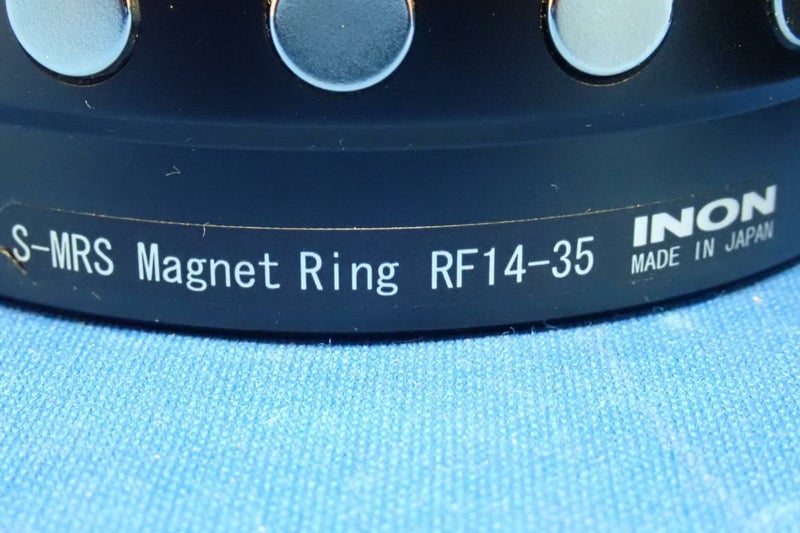 S-MRS Magnet Ring RF14-35
INON
MADE IN JAPAN